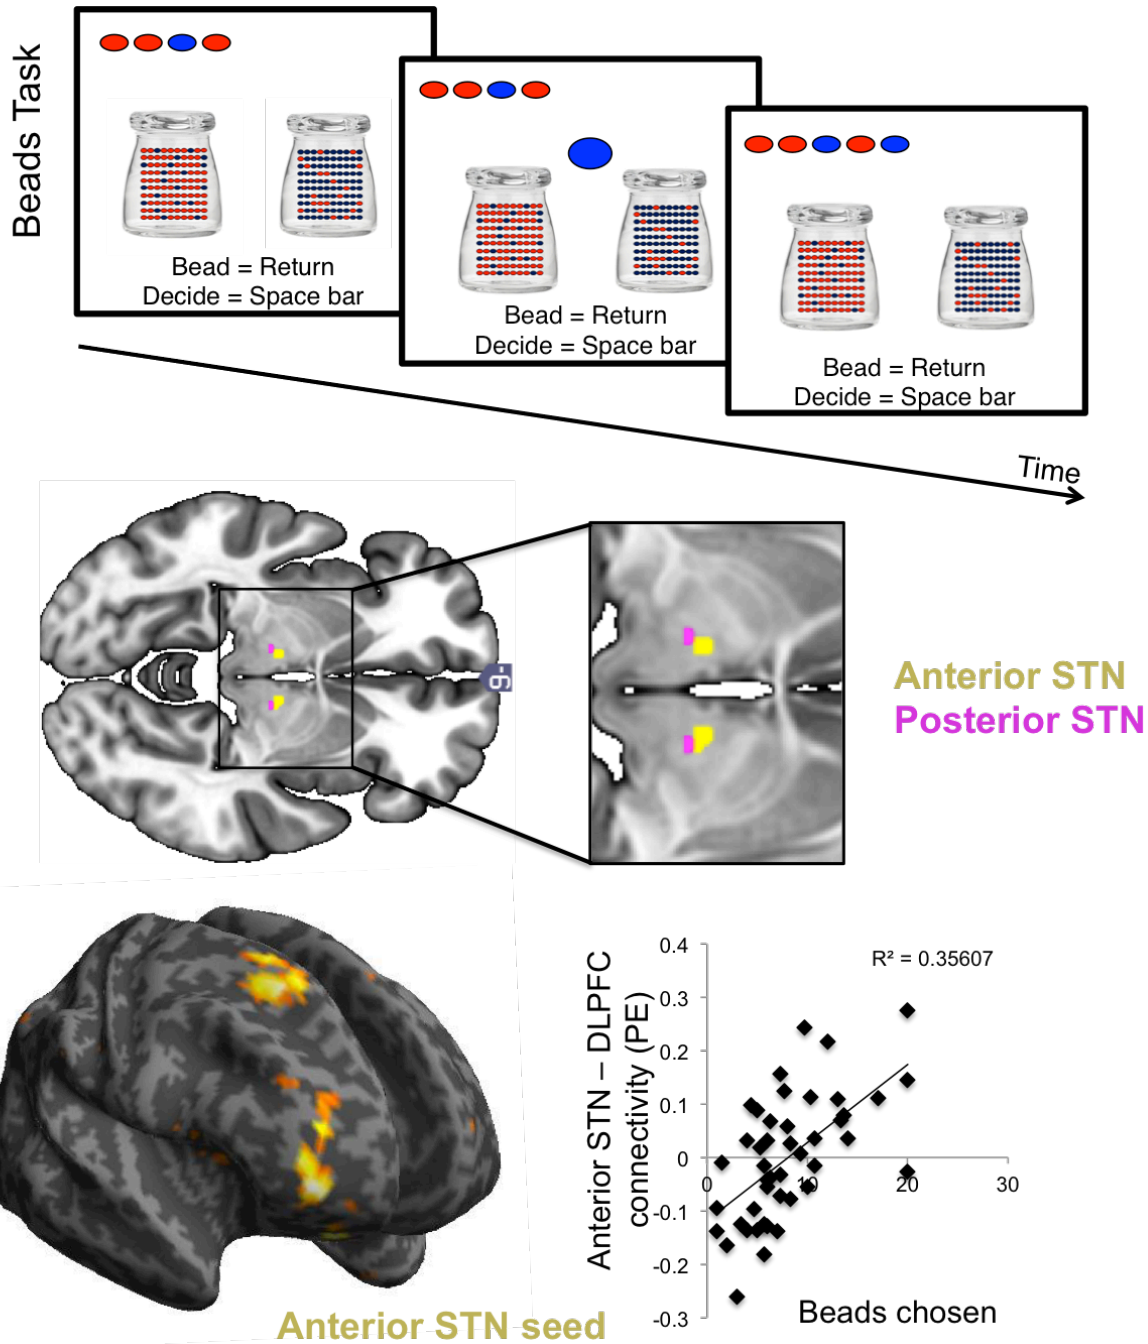 Beads Task
Bead = Return
Decide = Space bar
Bead = Return
Decide = Space bar
Bead = Return
Decide = Space bar
Time
-9
Anterior STN
Posterior STN
Anterior STN seed
Anterior STN – DLPFC
connectivity (PE)
R² = 0.35607
0.4
0.3
0.2
0.1
0
-0.1
-0.2
-0.3
0
10
20
30
Beads chosen